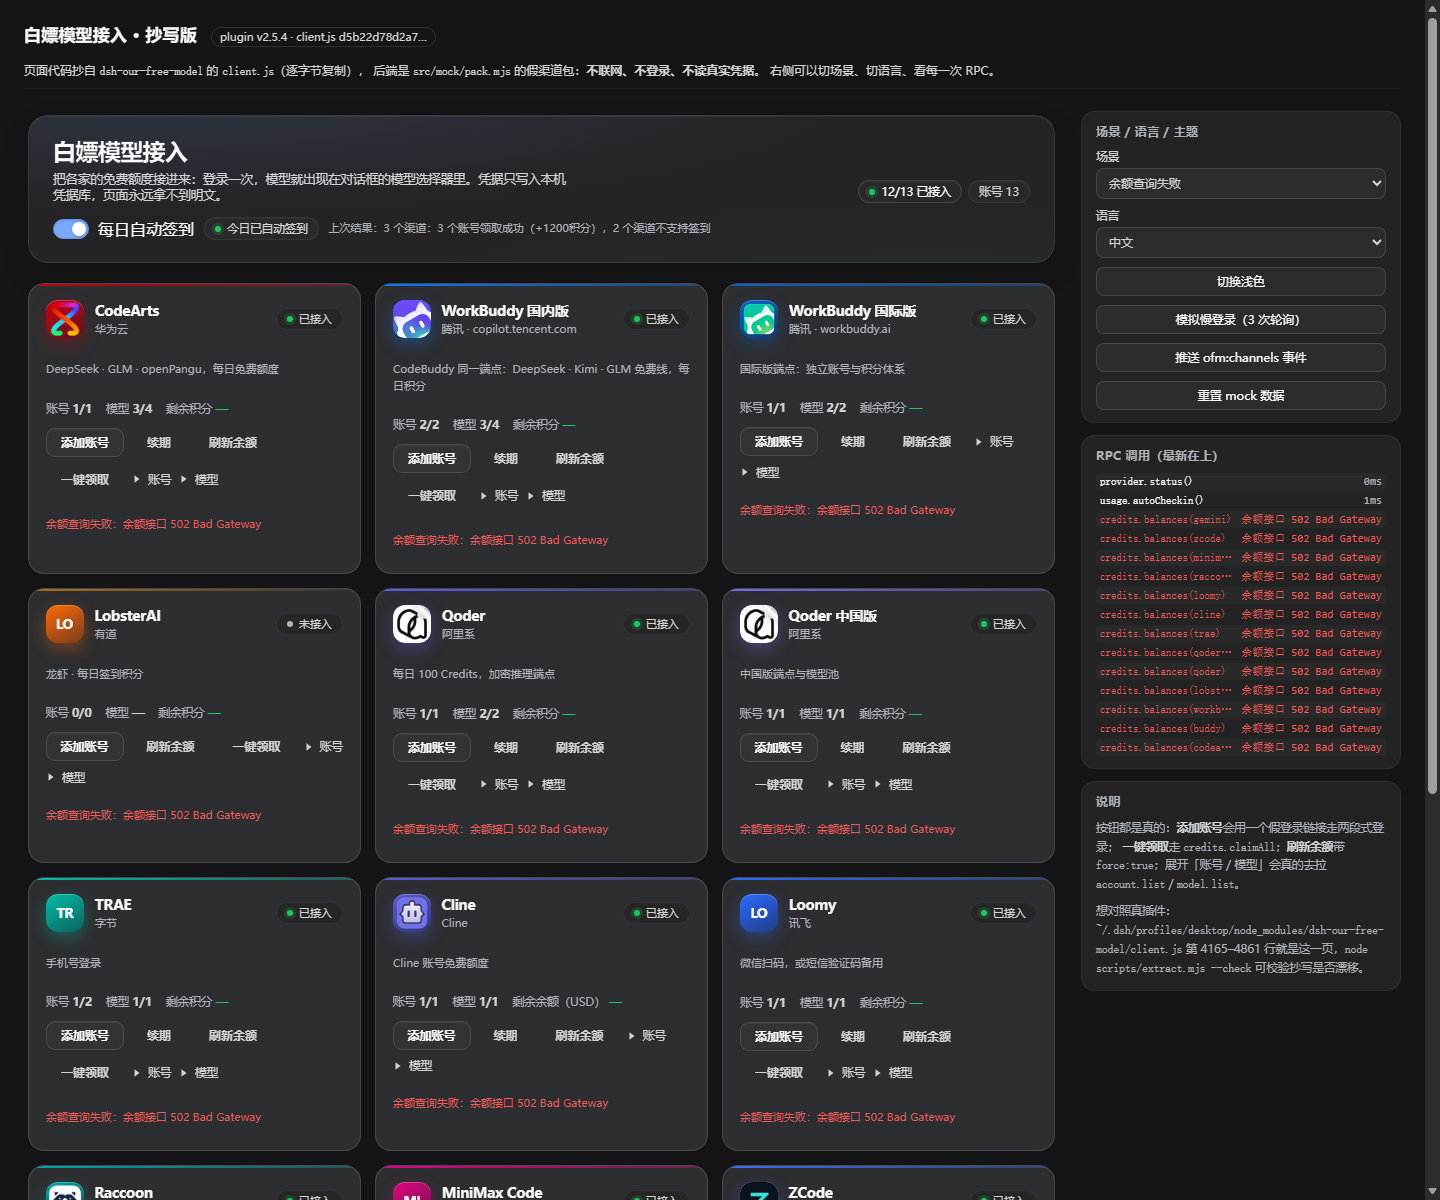 白嫖模型接入 • 抄写版
plugin v2.5.4 · client.js d5b22d78d2a7...
页面代码抄自 dsh-our-free-model 的 client.js（逐字节复制），后端是 src/mock/pack.mjs 的假渠道包：不联网、不登录、不读真实凭据。 右侧可以切场景、切语言、看每一次 RPC。
白嫖模型接入
把各家的免费额度接进来：登录一次，模型就出现在对话框的模型选择器里。凭据只写入本机
凭据库，页面永远拿不到明文。
12/13 已接入
账号 13
每日自动签到
今日已自动签到
上次结果：3 个渠道：3 个账号领取成功（+1200积分），2 个渠道不支持签到
CodeArts
华为云
已接入
DeepSeek · GLM · openPangu，每日免费额度
账号 1/1 模型 3/4 剩余积分 —
添加账号 续期 刷新余额
一键领取 账号 模型
余额查询失败：余额接口 502 Bad Gateway
WorkBuddy 国内版
腾讯 · copilot.tencent.com
已接入
CodeBuddy 同一端点：DeepSeek · Kimi · GLM 免费线，每
日积分
账号 2/2 模型 3/4 剩余积分 —
添加账号 续期 刷新余额
一键领取 账号 模型
余额查询失败：余额接口 502 Bad Gateway
WorkBuddy 国际版
腾讯 · workbuddy.ai
已接入
国际版端点：独立账号与积分体系
账号 1/1 模型 2/2 剩余积分 —
添加账号 续期 刷新余额 账号
模型
余额查询失败：余额接口 502 Bad Gateway
LO
LobsterAI
有道
未接入
龙虾 · 每日签到积分
账号 0/0 模型 — 剩余积分 —
添加账号 刷新余额 一键领取 账号
模型
余额查询失败：余额接口 502 Bad Gateway
Qoder
阿里系
已接入
每日 100 Credits，加密推理端点
账号 1/1 模型 2/2 剩余积分 —
添加账号 续期 刷新余额
一键领取 账号 模型
余额查询失败：余额接口 502 Bad Gateway
Qoder 中国版
阿里系
已接入
中国版端点与模型池
账号 1/1 模型 1/1 剩余积分 —
添加账号 续期 刷新余额
一键领取 账号 模型
余额查询失败：余额接口 502 Bad Gateway
TR
TRAE
字节
已接入
手机号登录
账号 1/2 模型 1/1 剩余积分 —
添加账号 续期 刷新余额
一键领取 账号 模型
余额查询失败：余额接口 502 Bad Gateway
Cline
Cline
已接入
Cline 账号免费额度
账号 1/1 模型 1/1 剩余余额（USD） —
添加账号 续期 刷新余额 账号
模型
余额查询失败：余额接口 502 Bad Gateway
LO
Loomy
讯飞
已接入
微信扫码，或短信验证码备用
账号 1/1 模型 1/1 剩余积分 —
添加账号 续期 刷新余额
一键领取 账号 模型
余额查询失败：余额接口 502 Bad Gateway
Raccoon
已接入
MiniMax Code
已接入
ZCode
已接入
场景 / 语言 / 主题
场景
余额查询失败
语言
中文
切换浅色
模拟慢登录（3 次轮询）
推送 ofm:channels 事件
重置 mock 数据
RPC 调用（最新在上）
provider.status() 0ms
usage.autoCheckin() 1ms
credits.balances(gemini) 余额接口 502 Bad Gateway
credits.balances(zcode) 余额接口 502 Bad Gateway
credits.balances(minim… 余额接口 502 Bad Gateway
credits.balances(racco… 余额接口 502 Bad Gateway
credits.balances(loomy) 余额接口 502 Bad Gateway
credits.balances(cline) 余额接口 502 Bad Gateway
credits.balances(trae) 余额接口 502 Bad Gateway
credits.balances(qoder… 余额接口 502 Bad Gateway
credits.balances(qoder) 余额接口 502 Bad Gateway
credits.balances(lobst… 余额接口 502 Bad Gateway
credits.balances(workb… 余额接口 502 Bad Gateway
credits.balances(buddy) 余额接口 502 Bad Gateway
credits.balances(codea… 余额接口 502 Bad Gateway
说明
按钮都是真的：添加账号会用一个假登录链接走两段式登
录； 一键领取走 credits.claimAll；刷新余额带
force:true；展开「账号 / 模型」会真的去拉
account.list / model.list。
想对照真插件：
~/.dsh/profiles/desktop/node_modules/dsh-our-free-
model/client.js 第 4165–4861 行就是这一页，node
scripts/extract.mjs --check 可校验抄写是否漂移。